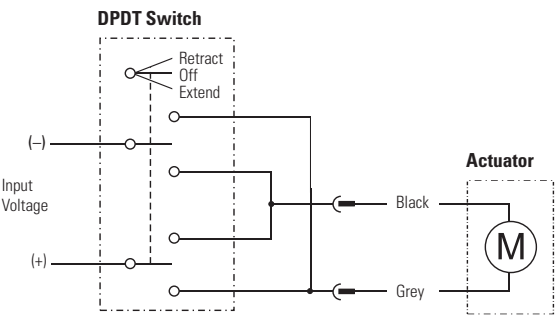 DPDT Switch
Retract
Off
Extend
(–)
Actuator
Input
Voltage
Black
M
(+)
Grey